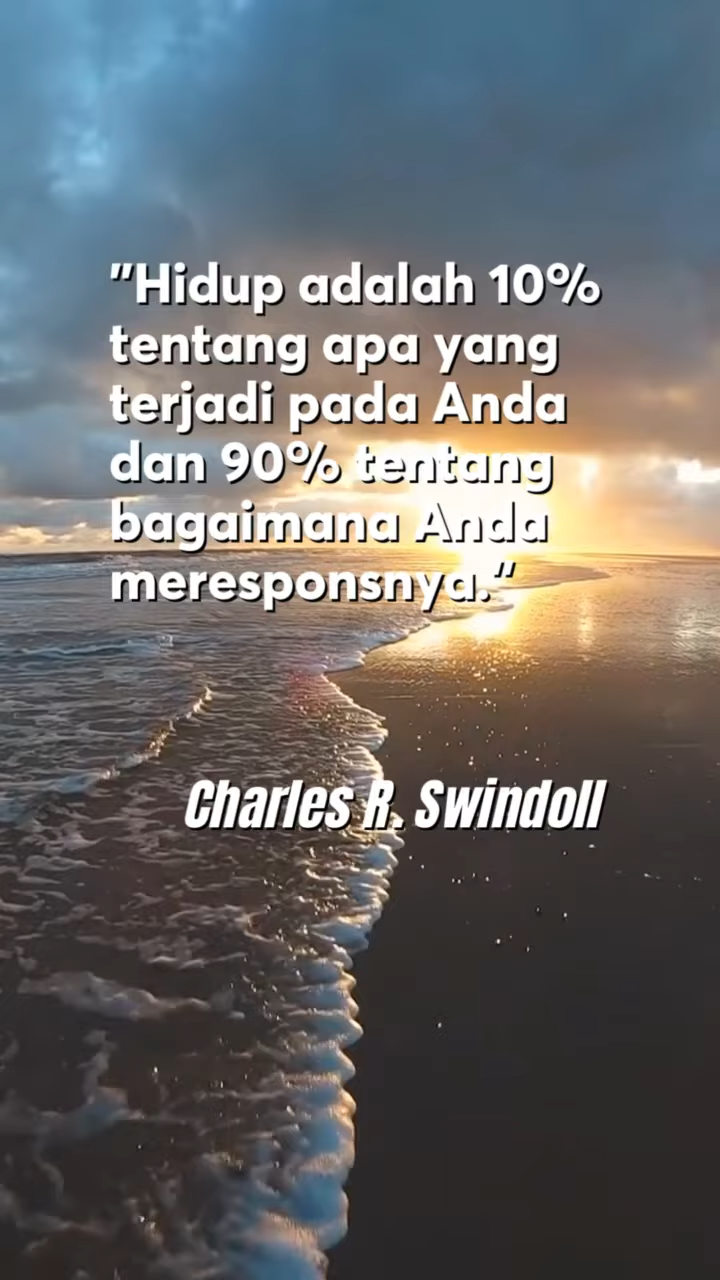 "Hidup adalah 10%
tentang apa yang
terjadi pada Anda
dan 90% tentang
bagaimana Anda
meresponsnya."
Charles R. Swindoll